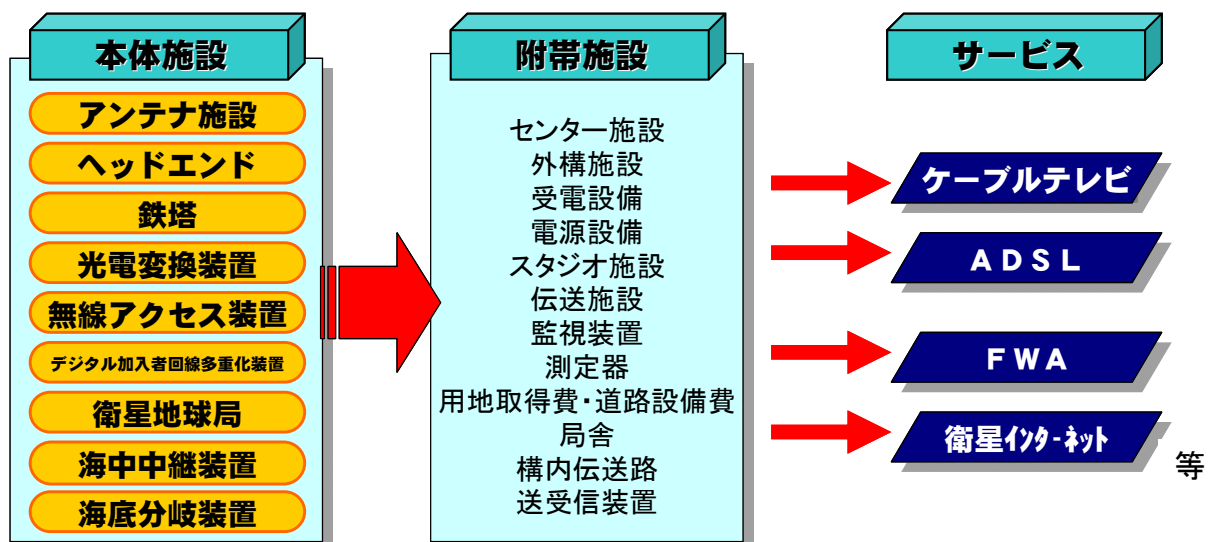 本体施設
アンテナ施設
ヘッドエンド
鉄塔
光電変換装置
無線アクセス装置
デジタル加入者回線多重化装置
衛星地球局
海中中継装置
海底分岐装置
附帯施設
センター施設
外構施設
受電設備
電源設備
スタジオ施設
伝送施設
監視装置
測定器
用地取得費・道路設備費
局舎
構内伝送路
送受信装置
サービス
ケーブルテレビ
ＡＤＳＬ
ＦＷＡ
衛星ｲﾝﾀｰﾈｯﾄ
等